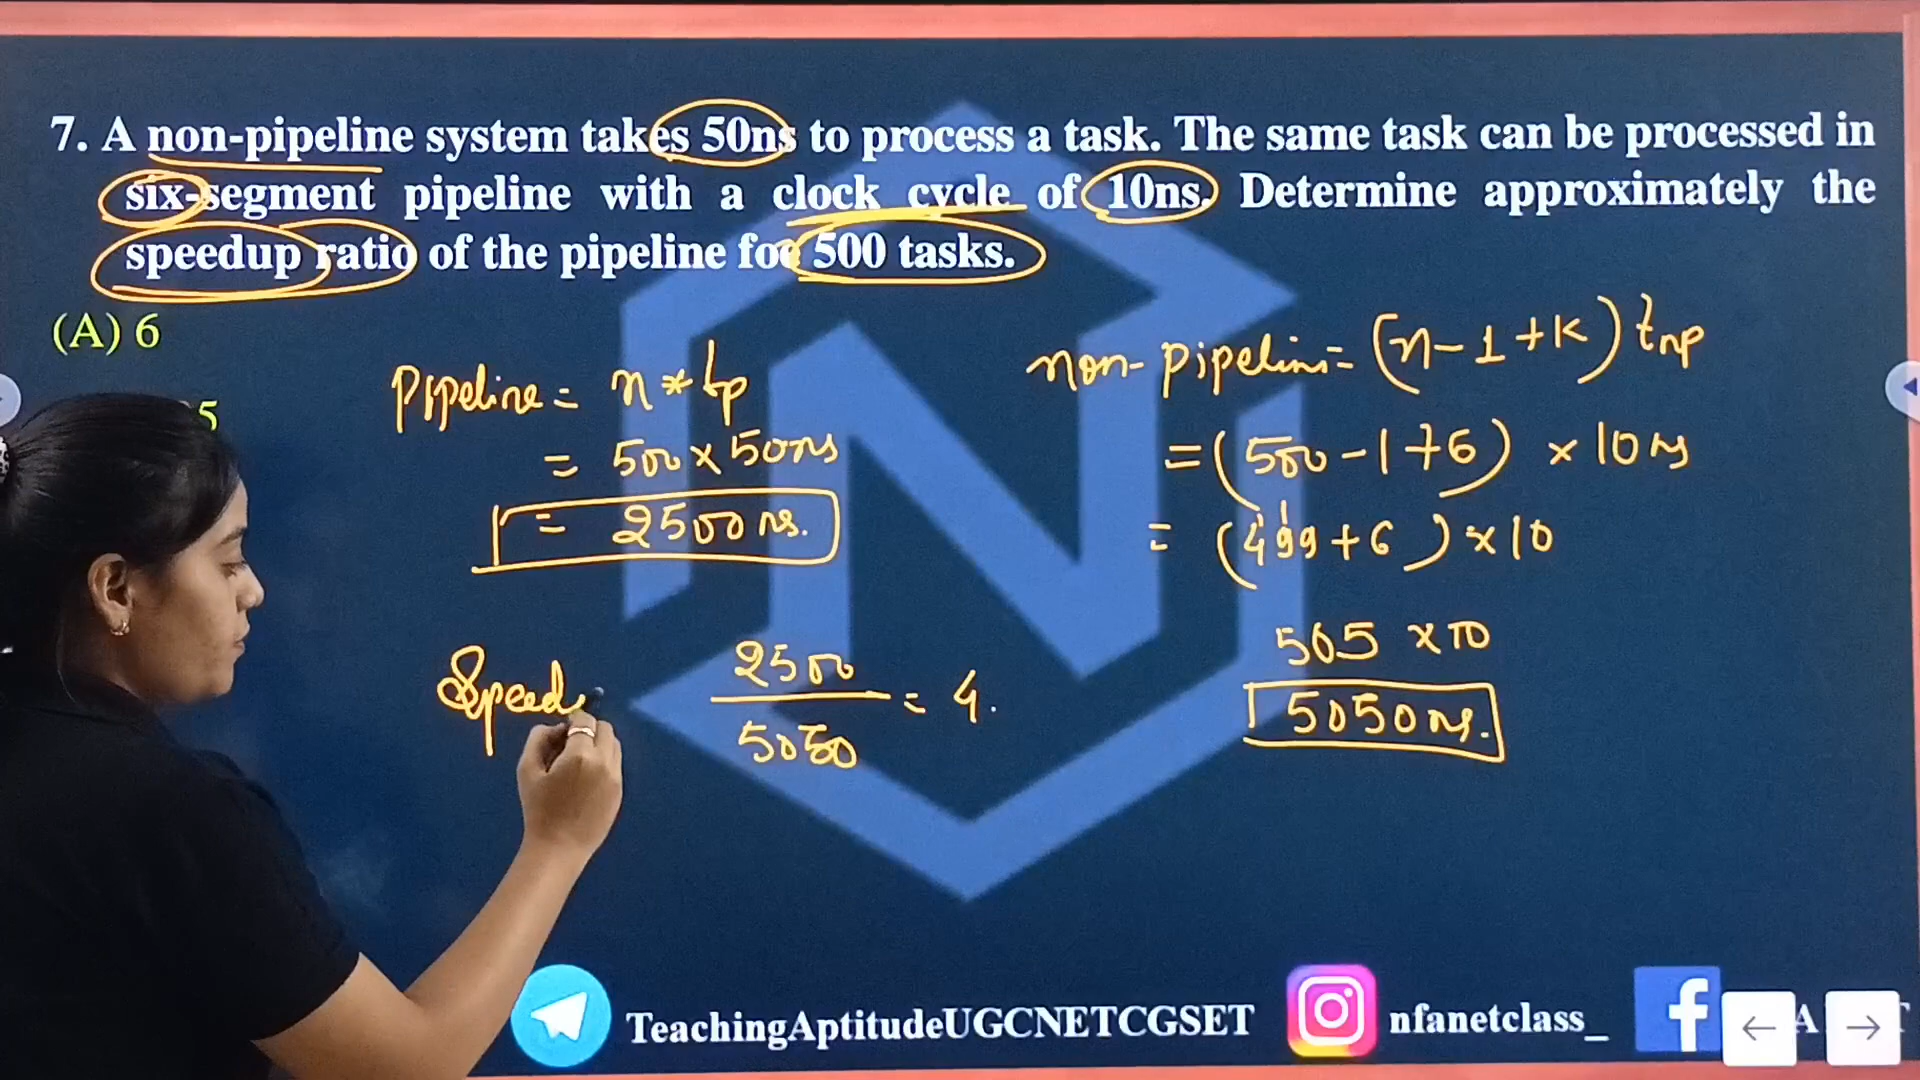 7. A non-pipeline system takes 50ns to process a task. The same task can be processed in
six-segment pipeline with a clock cycle of 10ns. Determine approximately the
speedup ratio of the pipeline for 500 tasks.
(A) 6
5
Pipeline = n * tp
= 500 x 50ns
= 2500 ns.
non-pipeline = (n-1+K) tnp
= (500-1+6) x 10ns
= (499+6) x 10
505 x 10
5050 ns.
Speed
2500
5050
= 4.
TeachingAptitudeUGCNETCGSET
nfanetclass_